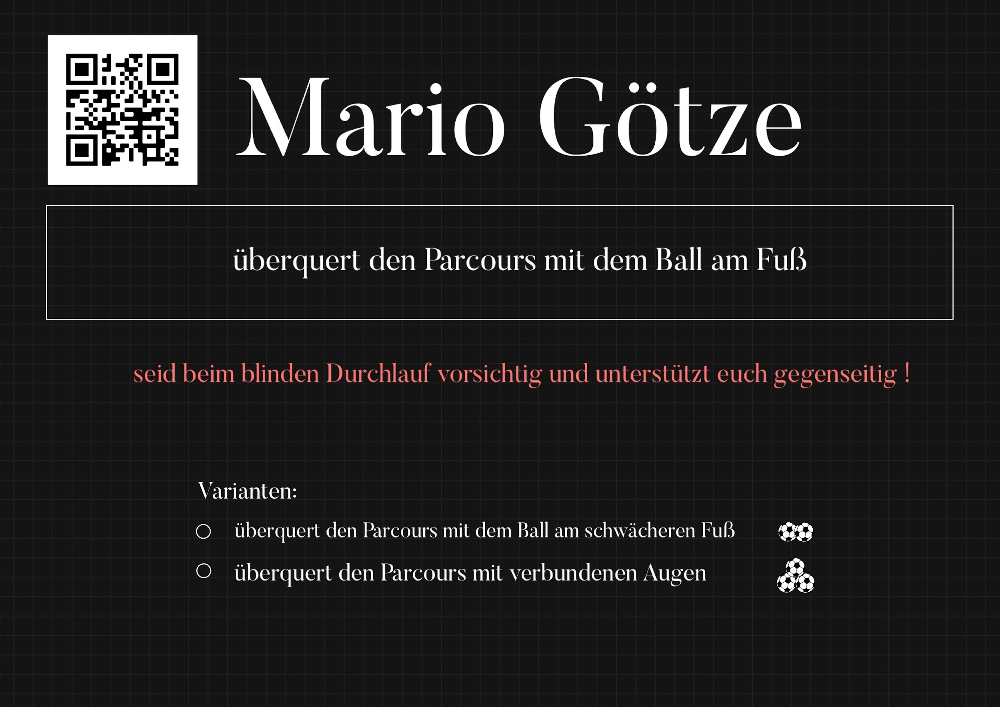 Mario Götze
überquert den Parcours mit dem Ball am Fuß
seid beim blinden Durchlauf vorsichtig und unterstützt euch gegenseitig !
Varianten:
überquert den Parcours mit dem Ball am schwächeren Fuß
überquert den Parcours mit verbundenen Augen